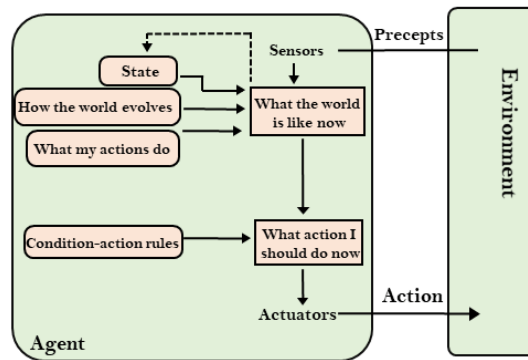 Precepts
Sensors
State
How the world evolves
What the world
is like now
What my actions do
Environment
What action I
should do now
Condition-action rules
Action
Actuators
Agent